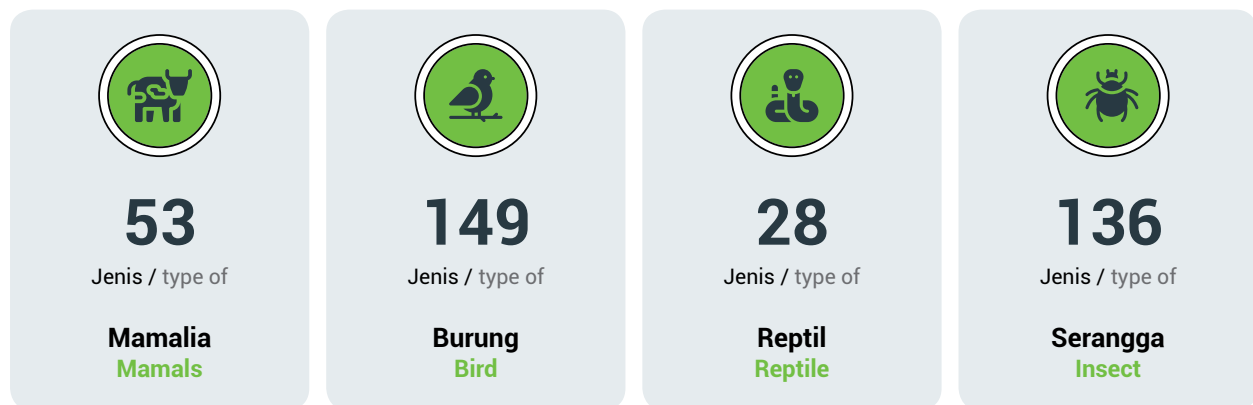 53
Jenis / type of
Mamalia
Mamals
149
Jenis / type of
Burung
Bird
28
Jenis / type of
Reptil
Reptile
136
Jenis / type of
Serangga
Insect